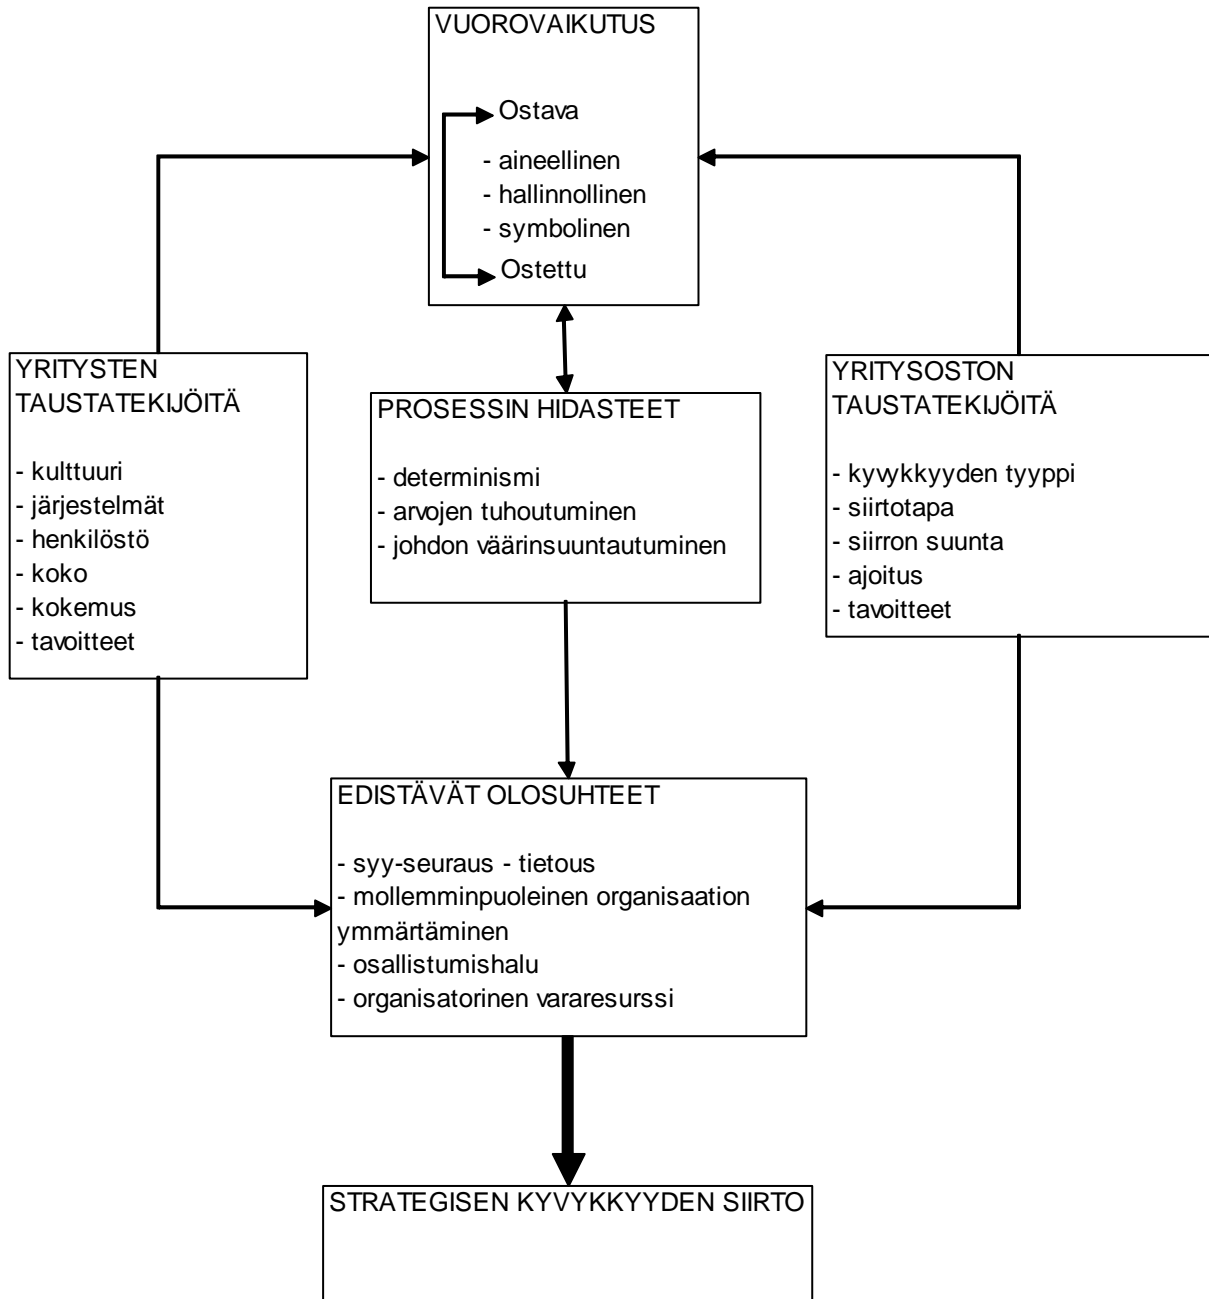 VUOROVAIKUTUS
Ostava
- aineellinen
- hallinnollinen
- symbolinen
Ostettu
YRITYSTEN
TAUSTATEKIJÖITÄ
- kulttuuri
- järjestelmät
- henkilöstö
- koko
- kokemus
- tavoitteet
PROSESSIN HIDASTEET
- determinismi
- arvojen tuhoutuminen
- johdon väärinsuuntautuminen
YRITYSOSTON
TAUSTATEKIJÖITÄ
- kyvykkyyden tyyppi
- siirtotapa
- siirron suunta
- ajoitus
- tavoitteet
EDISTÄVÄT OLOSUHTEET
- syy-seuraus - tietous
- mollemminpuoleinen organisaation
ymmärtäminen
- osallistumishalu
- organisatorinen vararesurssi
STRATEGISEN KYVYKKYYDEN SIIRTO